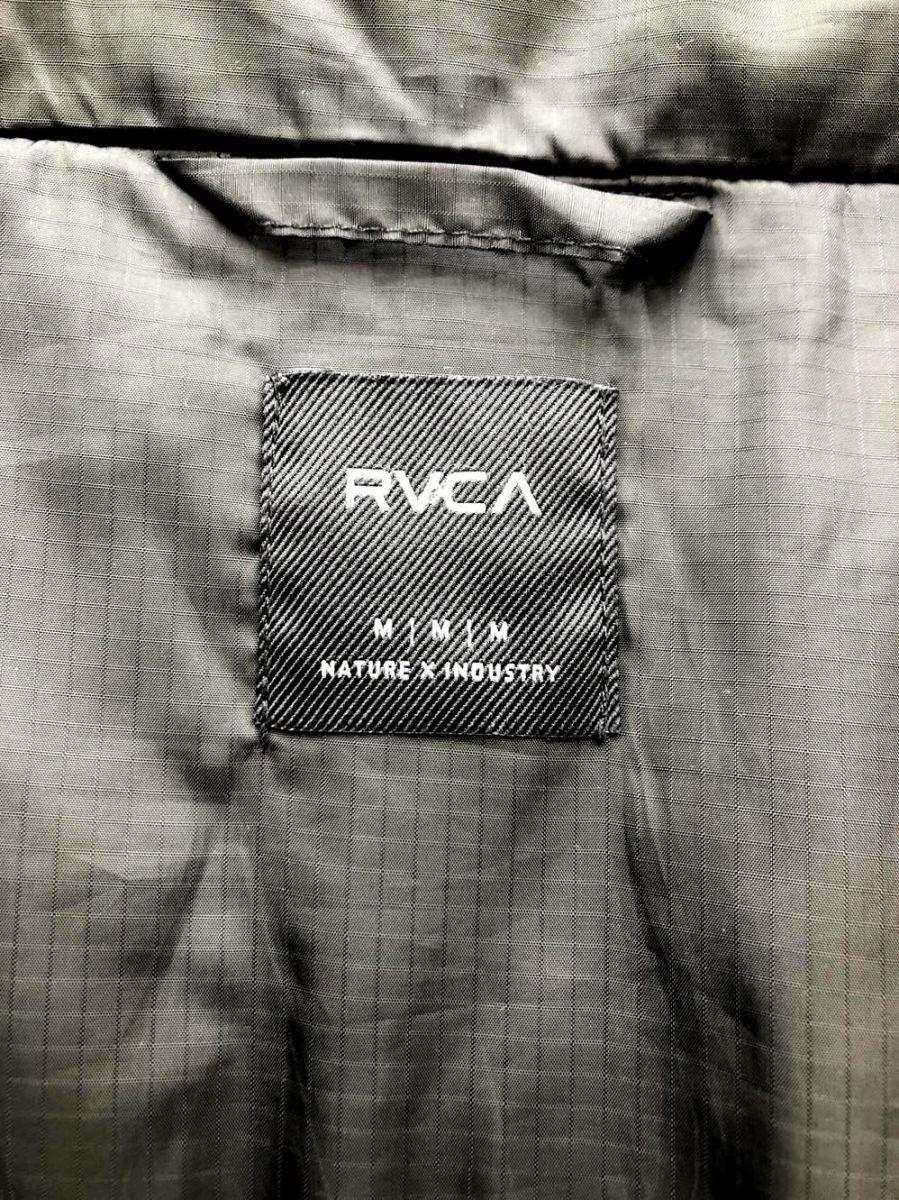 RVCA
M | M | M
NATURE X INDUSTRY